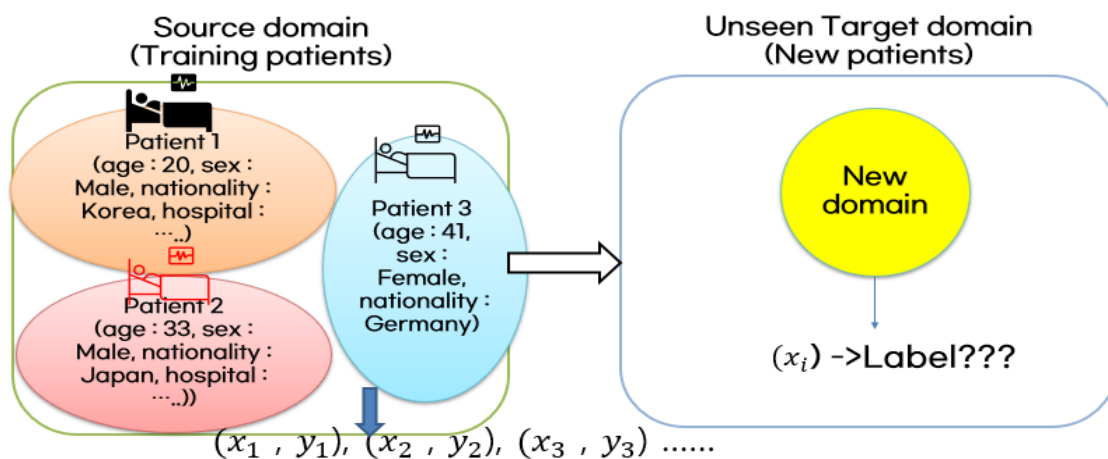 Source domain
(Training patients)
Patient 1
(age : 20, sex :
Male, nationality :
Korea, hospital :
…..)
Patient 2
(age : 33, sex :
Male, nationality :
Japan, hospital :
…..))
Patient 3
(age : 41,
sex :
Female,
nationality :
Germany)
(x₁ , y₁), (x₂ , y₂), (x₃ , y₃) ……
Unseen Target domain
(New patients)
New
domain
(xᵢ) ->Label???